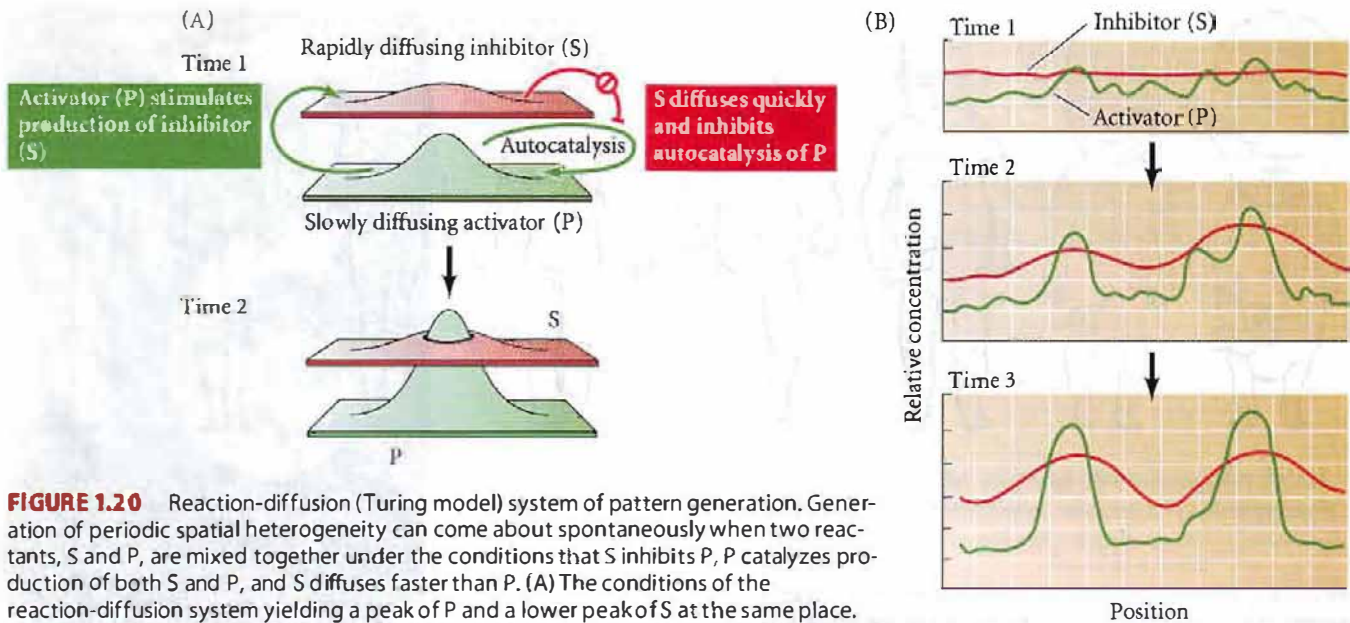 (A)
Time 1
Rapidly diffusing inhibitor (S)
Activator (P) stimulates
production of inhibitor
(S)
Autocatalysis
S diffuses quickly
and inhibits
autocatalysis of P
Slowly diffusing activator (P)
Time 2
S
P
FIGURE 1.20 Reaction-diffusion (Turing model) system of pattern generation. Gener-
ation of periodic spatial heterogeneity can come about spontaneously when two reac-
tants, S and P, are mixed together under the conditions that S inhibits P, P catalyzes pro-
duction of both S and P, and S diffuses faster than P. (A) The conditions of the
reaction-diffusion system yielding a peak of P and a lower peak of S at the same place.
(B)
Time 1
Inhibitor (S)
Activator (P)
Time 2
Relative concentration
Time 3
Position